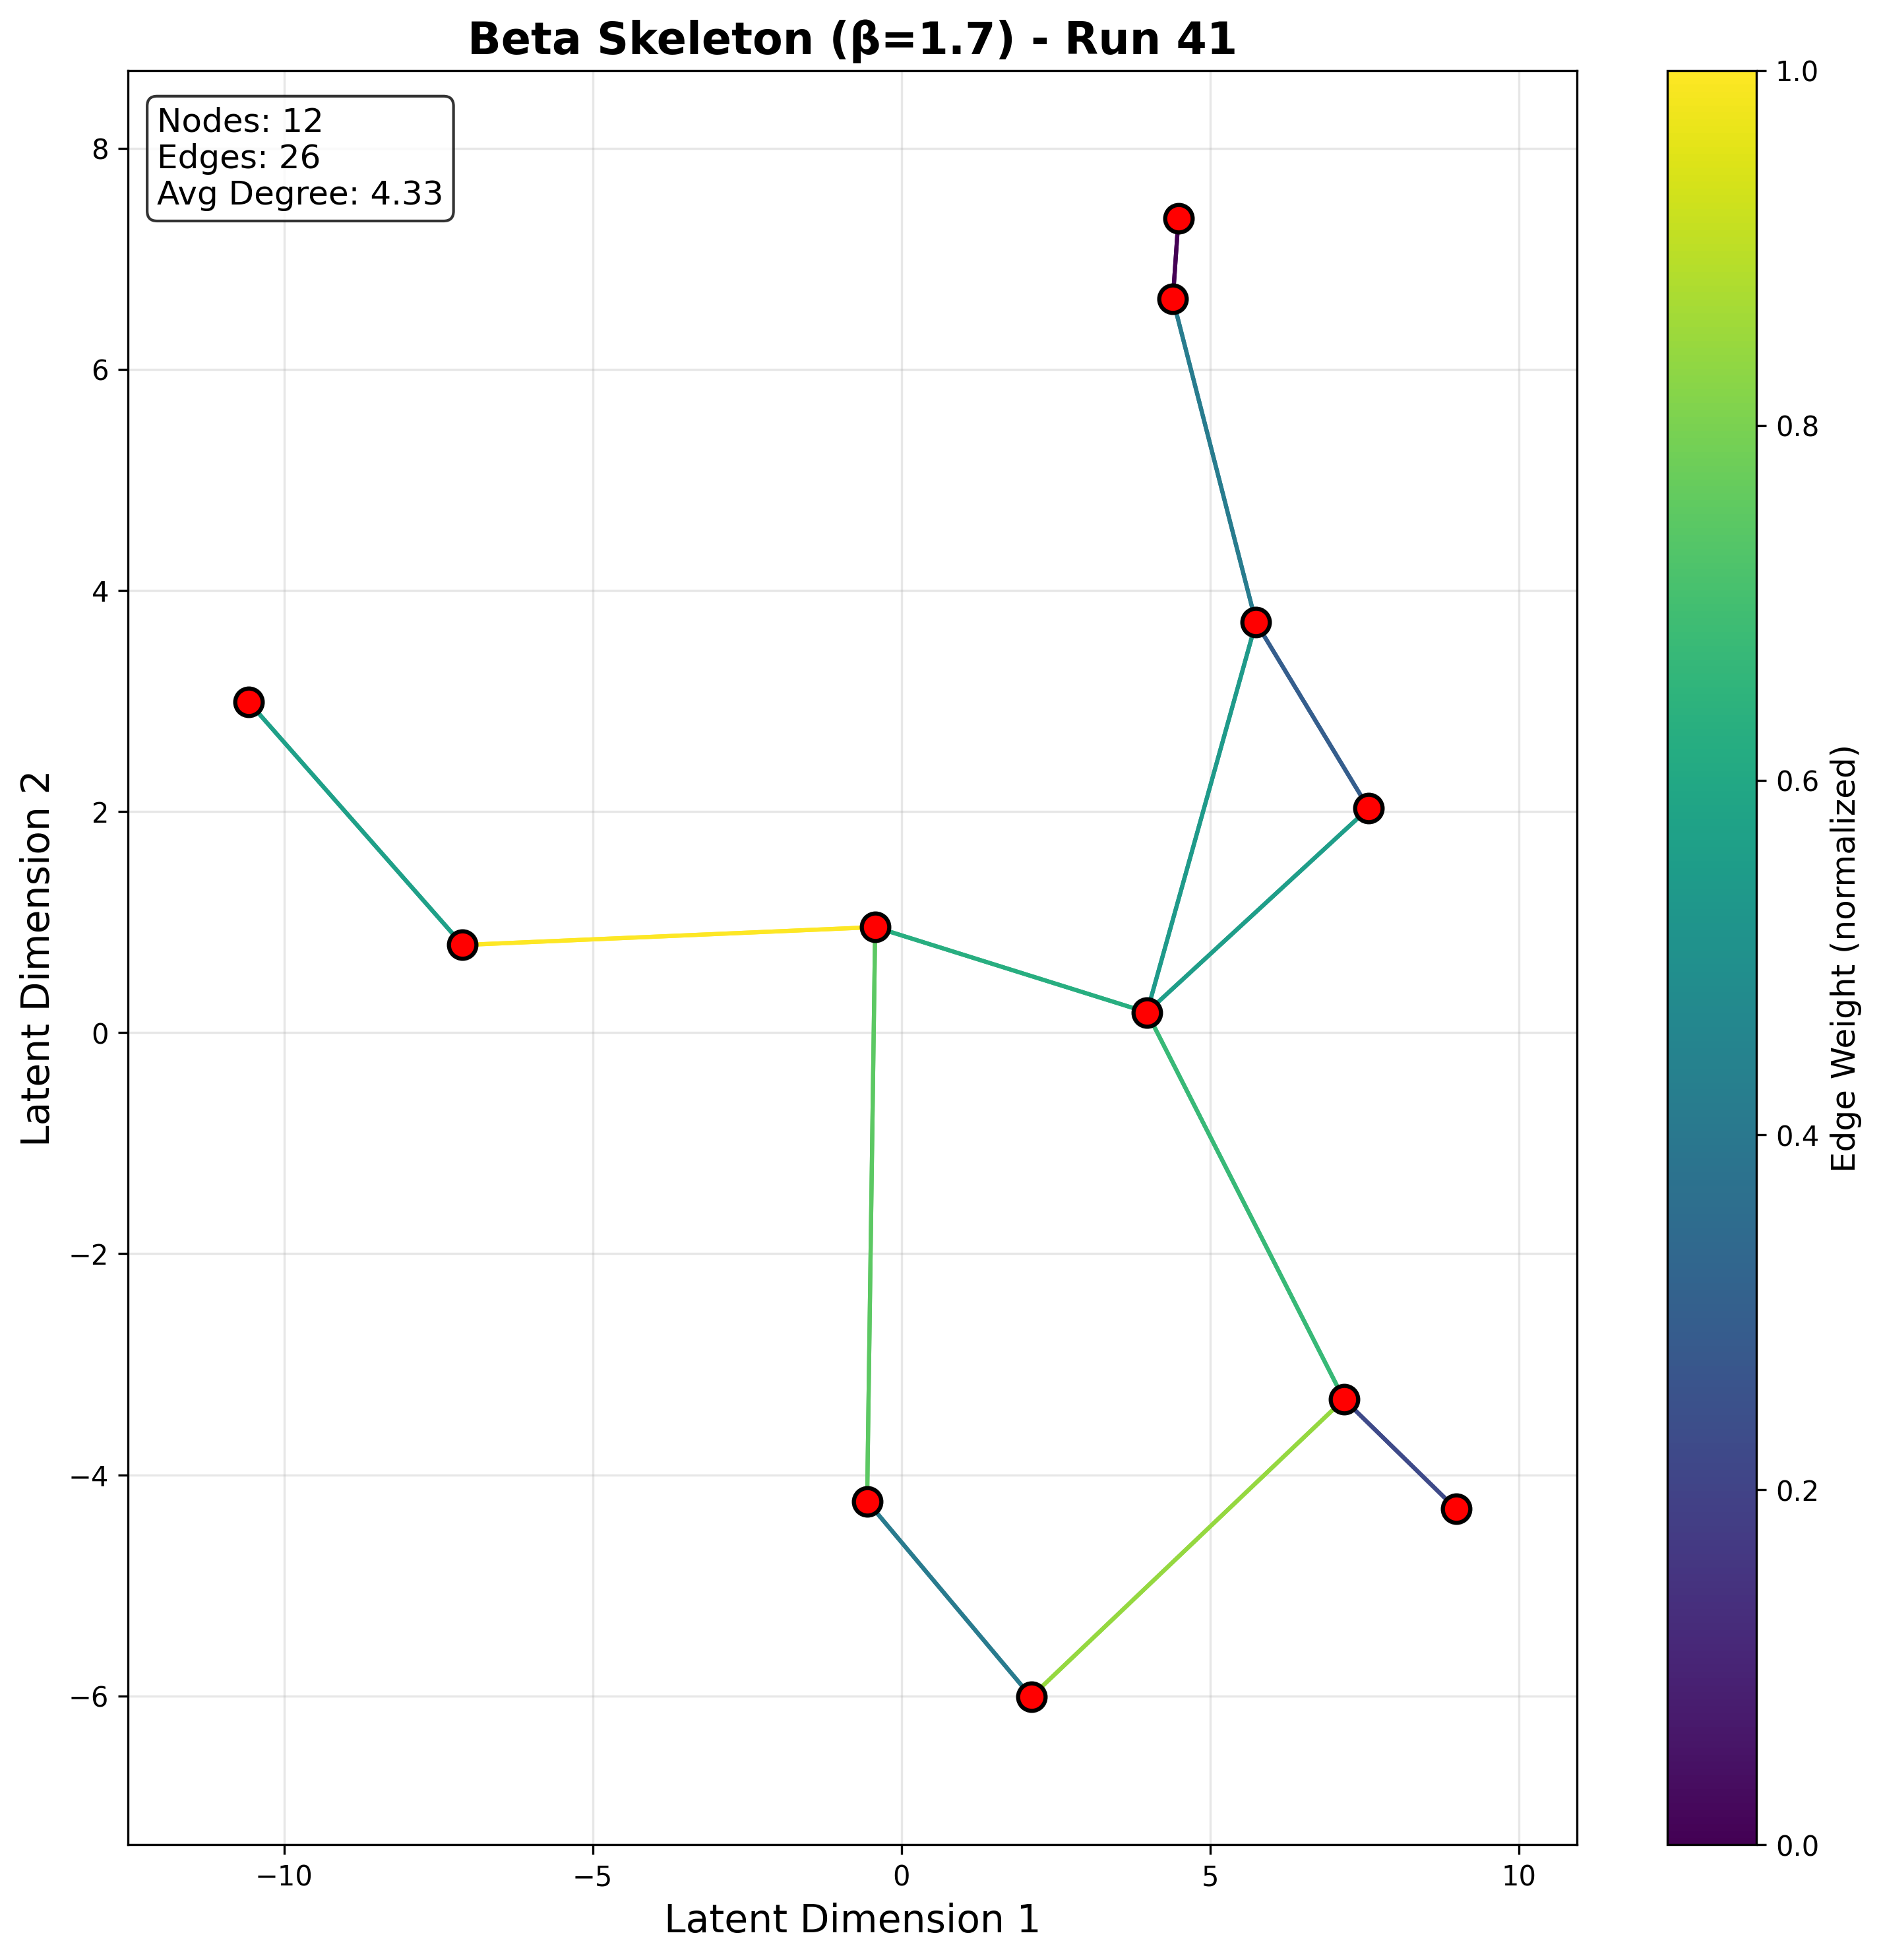 Beta Skeleton (β=1.7) - Run 41
Nodes: 12
Edges: 26
Avg Degree: 4.33
8
6
4
2
0
−2
−4
−6
−10
−5
0
5
10
Latent Dimension 1
Latent Dimension 2
1.0
0.8
0.6
0.4
0.2
0.0
Edge Weight (normalized)